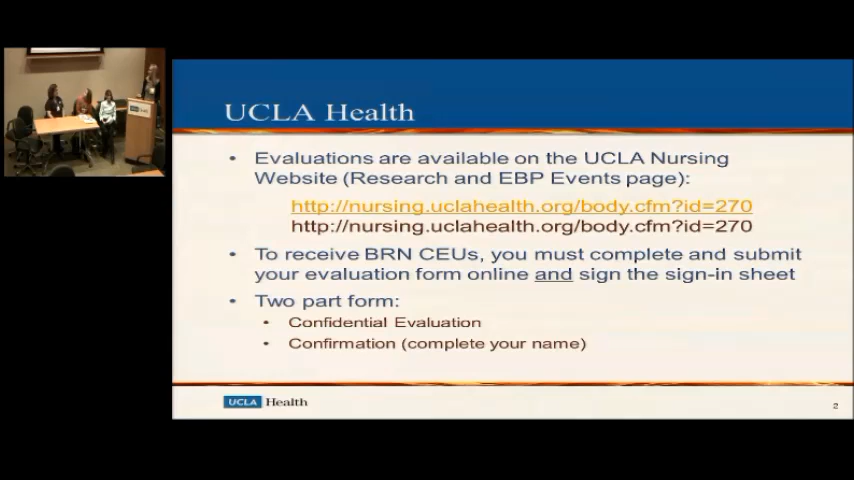 UCLA Health
• Evaluations are available on the UCLA Nursing
Website (Research and EBP Events page):
http://nursing.uclahealth.org/body.cfm?id=270
http://nursing.uclahealth.org/body.cfm?id=270
• To receive BRN CEUs, you must complete and submit
your evaluation form online and sign the sign-in sheet
• Two part form:
• Confidential Evaluation
• Confirmation (complete your name)
UCLA Health
2